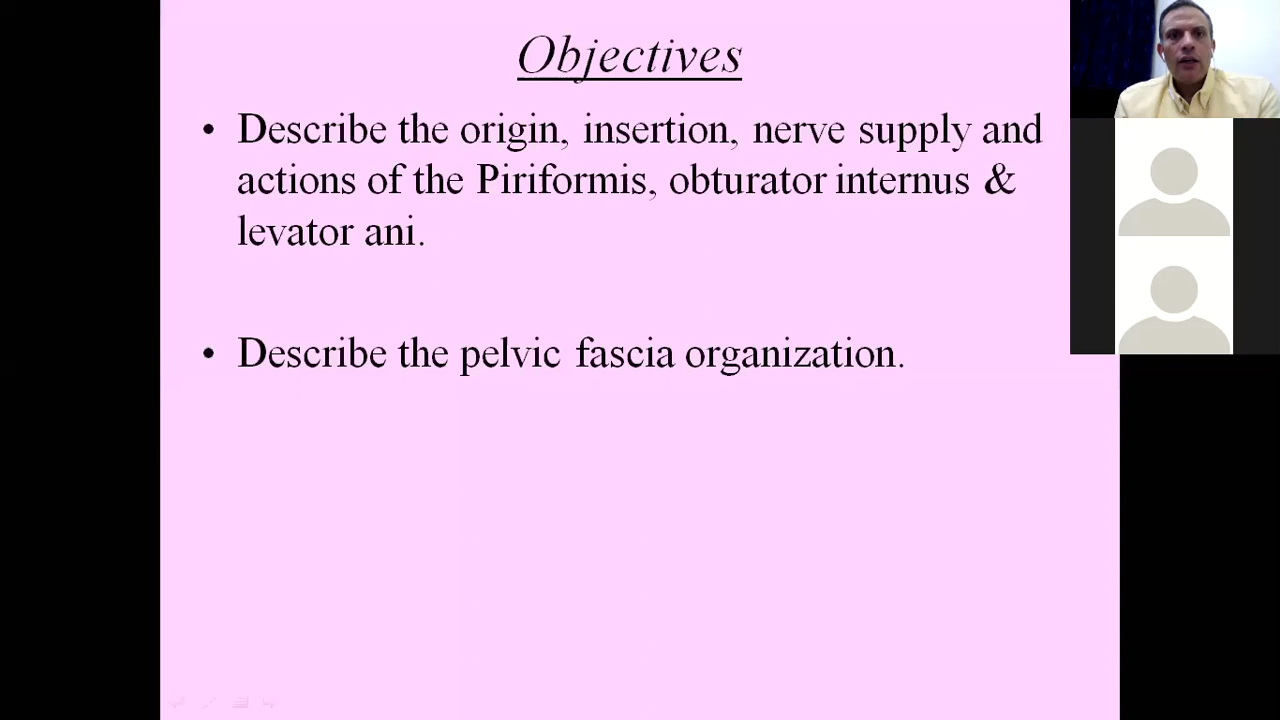 Objectives
• Describe the origin, insertion, nerve supply and
actions of the Piriformis, obturator internus &
levator ani.
• Describe the pelvic fascia organization.